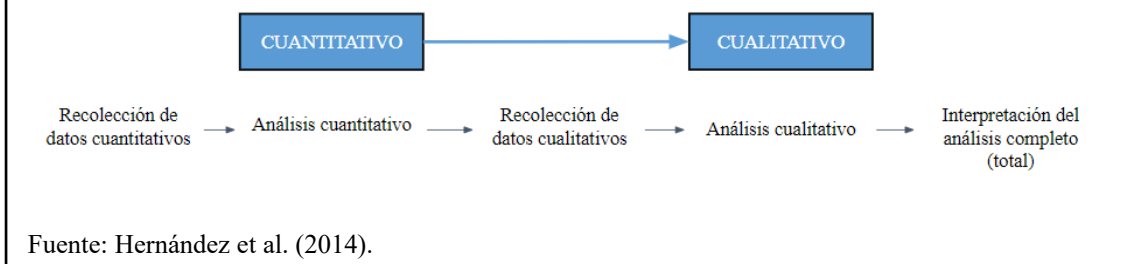 CUANTITATIVO CUALITATIVO
Recolección de
datos cuantitativos
Análisis cuantitativo
Recolección de
datos cualitativos
Análisis cualitativo
Interpretación del
análisis completo
(total)
Fuente: Hernández et al. (2014).